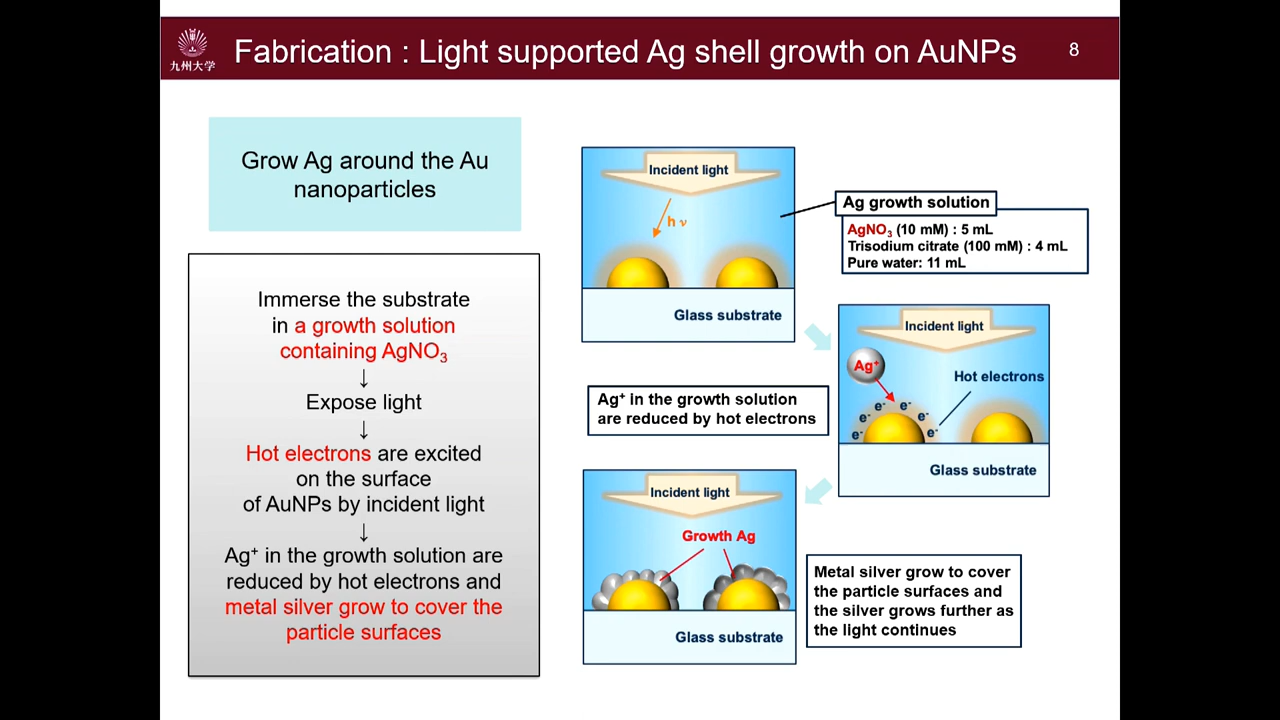 九州大学
Fabrication : Light supported Ag shell growth on AuNPs
8
Grow Ag around the Au
nanoparticles
Immerse the substrate
in a growth solution
containing AgNO₃
↓
Expose light
↓
Hot electrons are excited
on the surface
of AuNPs by incident light
↓
Ag⁺ in the growth solution are
reduced by hot electrons and
metal silver grow to cover the
particle surfaces
Incident light
h ν
Glass substrate
Ag growth solution
AgNO₃ (10 mM) : 5 mL
Trisodium citrate (100 mM) : 4 mL
Pure water: 11 mL
Incident light
Ag⁺
Hot electrons
e⁻ e⁻ e⁻ e⁻ e⁻ e⁻
Glass substrate
Ag⁺ in the growth solution
are reduced by hot electrons
Incident light
Growth Ag
Glass substrate
Metal silver grow to cover
the particle surfaces and
the silver grows further as
the light continues